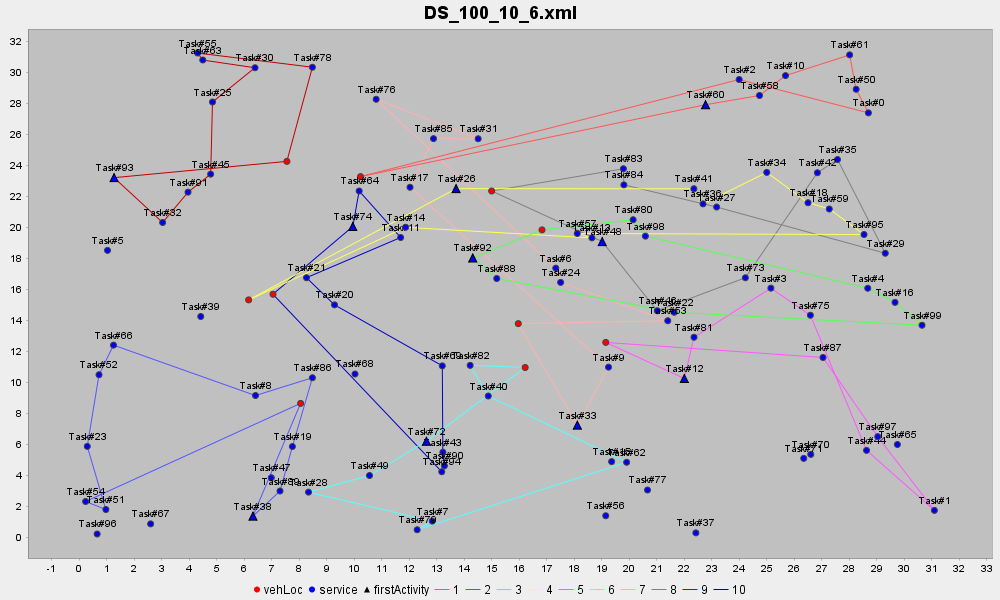 DS_100_10_6.xml
32
30
28
26
24
22
20
18
16
14
12
10
8
6
4
2
0
Task#55
Task#63
Task#30
Task#78
Task#25
Task#93
Task#45
Task#91
Task#32
Task#5
Task#39
Task#76
Task#85
Task#31
Task#17
Task#26
Task#64
Task#74
Task#14
Task#11
Task#21
Task#20
Task#92
Task#88
Task#6
Task#24
Task#57
Task#48
Task#83
Task#84
Task#80
Task#98
Task#41
Task#36
Task#27
Task#2
Task#10
Task#61
Task#58
Task#60
Task#50
Task#0
Task#35
Task#42
Task#34
Task#18
Task#59
Task#95
Task#29
Task#73
Task#3
Task#4
Task#16
Task#99
Task#75
Task#22
Task#53
Task#81
Task#87
Task#12
Task#9
Task#33
Task#66
Task#52
Task#8
Task#86
Task#68
Task#82
Task#40
Task#23
Task#19
Task#47
Task#38
Task#28
Task#49
Task#72
Task#43
Task#90
Task#94
Task#54
Task#51
Task#67
Task#96
Task#7
Task#62
Task#77
Task#56
Task#37
Task#70
Task#71
Task#97
Task#65
Task#44
Task#1
-1 0 1 2 3 4 5 6 7 8 9 10 11 12 13 14 15 16 17 18 19 20 21 22 23 24 25 26 27 28 29 30 31 32 33
vehLoc service firstActivity 1 2 3 4 5 6 7 8 9 10